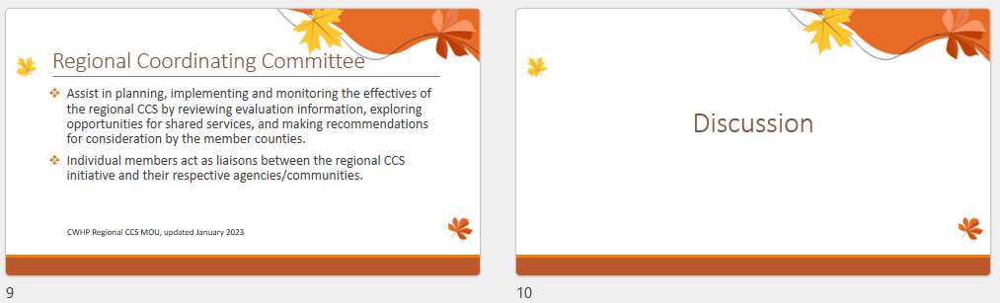 Regional Coordinating Committee
Assist in planning, implementing and monitoring the effectives of
the regional CCS by reviewing evaluation information, exploring
opportunities for shared services, and making recommendations
for consideration by the member counties.
Individual members act as liaisons between the regional CCS
initiative and their respective agencies/communities.
CWHP Regional CCS MOU, updated January 2023
9
Discussion
10